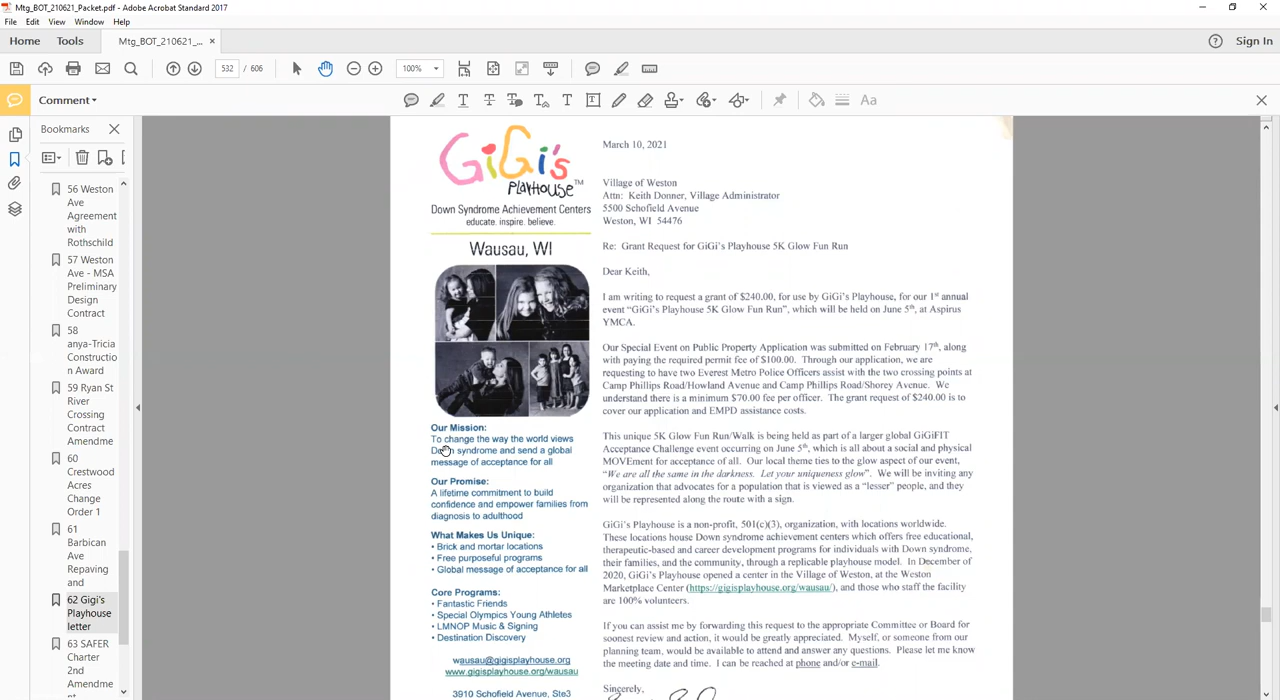 Mtg_BOT_210621_Packet.pdf - Adobe Acrobat Standard 2017
File Edit View Window Help
Home Tools Mtg_BOT_210621_... × Sign In
532 / 606 100%
Comment
Bookmarks
56 Weston
Ave
Agreement
with
Rothschild
57 Weston
Ave - MSA
Preliminary
Design
Contract
58
anya-Tricia
Constructio
n Award
59 Ryan St
River
Crossing
Contract
Amendme
60
Crestwood
Acres
Change
Order 1
61
Barbican
Ave
Repaving
and
62 Gigi's
Playhouse
letter
63 SAFER
Charter
2nd
Amendme
GiGi's
PLAYHOUSE™
Down Syndrome Achievement Centers
educate. inspire. believe.
Wausau, WI
Our Mission:
To change the way the world views
Down syndrome and send a global
message of acceptance for all
Our Promise:
A lifetime commitment to build
confidence and empower families from
diagnosis to adulthood
What Makes Us Unique:
• Brick and mortar locations
• Free purposeful programs
• Global message of acceptance for all
Core Programs:
• Fantastic Friends
• Special Olympics Young Athletes
• LMNOP Music & Signing
• Destination Discovery
wausau@gigisplayhouse.org
www.gigisplayhouse.org/wausau
3910 Schofield Avenue, Ste3
March 10, 2021
Village of Weston
Attn: Keith Donner, Village Administrator
5500 Schofield Avenue
Weston, WI 54476
Re: Grant Request for GiGi's Playhouse 5K Glow Fun Run
Dear Keith,
I am writing to request a grant of $240.00, for use by GiGi's Playhouse, for our 1st annual
event "GiGi's Playhouse 5K Glow Fun Run", which will be held on June 5th, at Aspirus
YMCA.
Our Special Event on Public Property Application was submitted on February 17th, along
with paying the required permit fee of $100.00. Through our application, we are
requesting to have two Everest Metro Police Officers assist with the two crossing points at
Camp Phillips Road/Howland Avenue and Camp Phillips Road/Shorey Avenue. We
understand there is a minimum $70.00 fee per officer. The grant request of $240.00 is to
cover our application and EMPD assistance costs.
This unique 5K Glow Fun Run/Walk is being held as part of a larger global GiGiFIT
Acceptance Challenge event occurring on June 5th, which is all about a social and physical
MOVEment for acceptance of all. Our local theme ties to the glow aspect of our event,
"We are all the same in the darkness. Let your uniqueness glow". We will be inviting any
organization that advocates for a population that is viewed as a "lesser" people, and they
will be represented along the route with a sign.
GiGi's Playhouse is a non-profit, 501(c)(3), organization, with locations worldwide.
These locations house Down syndrome achievement centers which offers free educational,
therapeutic-based and career development programs for individuals with Down syndrome,
their families, and the community, through a replicable playhouse model. In December of
2020, GiGi's Playhouse opened a center in the Village of Weston, at the Weston
Marketplace Center (https://gigisplayhouse.org/wausau/), and those who staff the facility
are 100% volunteers.
If you can assist me by forwarding this request to the appropriate Committee or Board for
soonest review and action, it would be greatly appreciated. Myself, or someone from our
planning team, would be available to attend and answer any questions. Please let me know
the meeting date and time. I can be reached at phone and/or e-mail.
Sincerely,